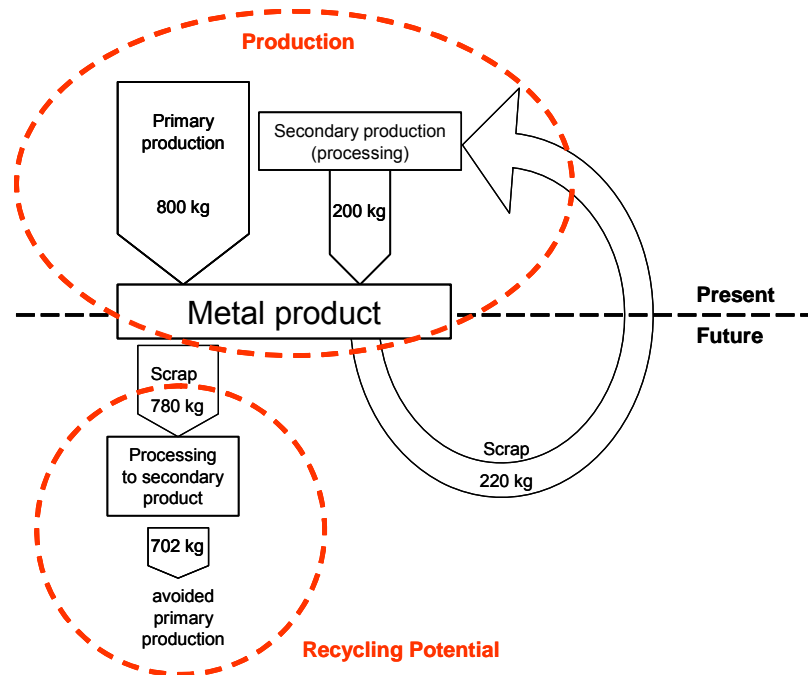 Production
Primary
production
800 kg
Secondary production
(processing)
200 kg
Metal product
Present
Future
Scrap
780 kg
Processing
to secondary
product
702 kg
avoided
primary
production
Scrap
220 kg
Recycling Potential